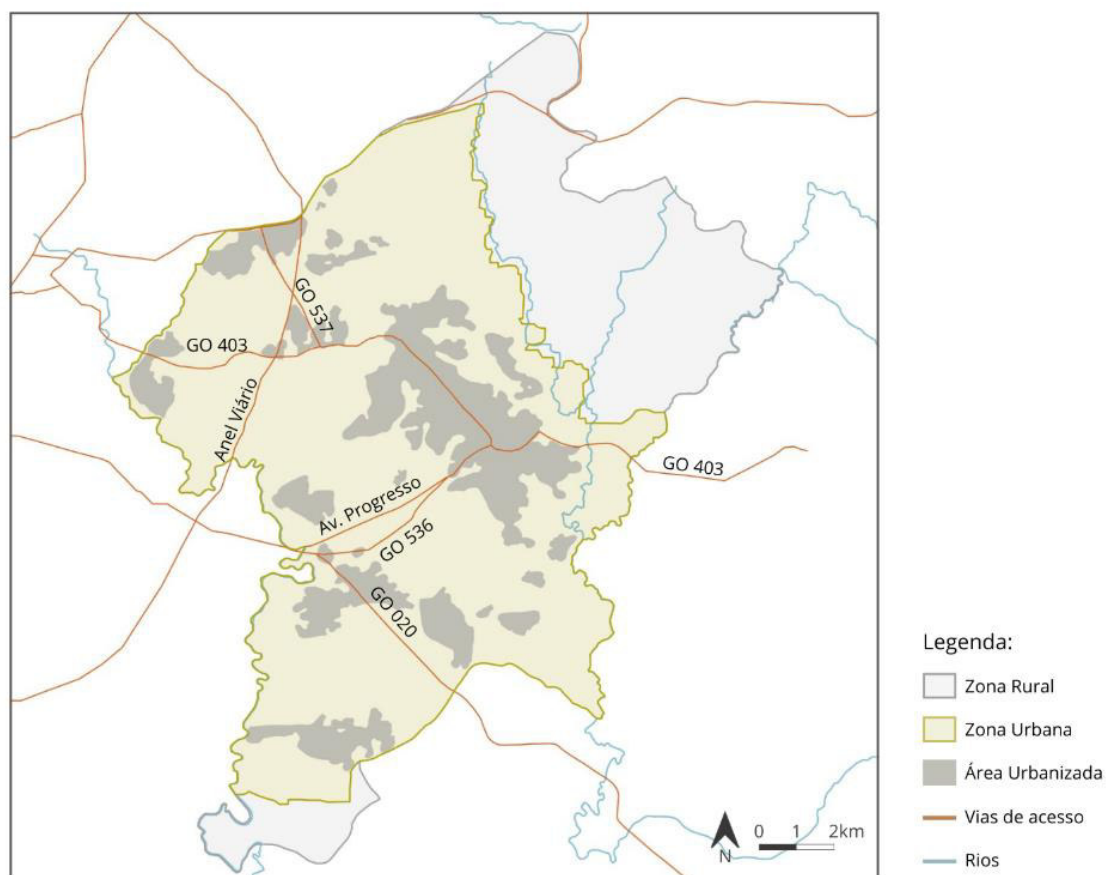 GO 537
GO 403
Anel Viário
GO 403
Av. Progresso
GO 536
GO 020
Legenda:
Zona Rural
Zona Urbana
Área Urbanizada
Vias de acesso
Rios
0 1 2km
N